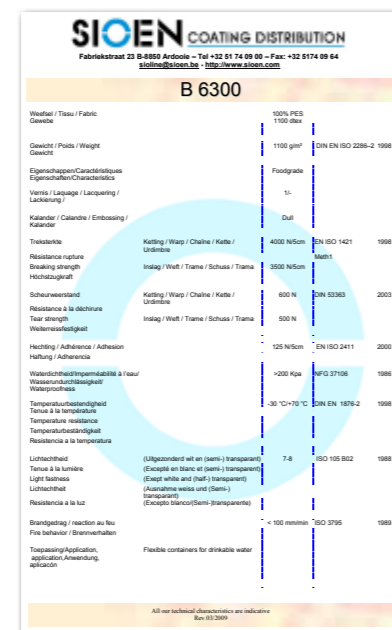 SIOEN COATING DISTRIBUTION
Fabriekstraat 23 B-8850 Ardooie – Tel +32 51 74 09 00 – Fax: +32 5174 09 64
sioline@sioen.be - http://www.sioen.com
B 6300
Weefsel / Tissu / Fabric 100% PES
Gewebe 1100 dtex
Gewicht / Poids / Weight 1100 g/m² DIN EN ISO 2286–2 1998
Gewicht
Eigenschappen/Caractéristiques Foodgrade
Eigenschaften/Characteristics
Vernis / Laquage / Lacquering / 1/-
Lackierung /
Kalander / Calandre / Embossing / Dull
Kalander
Treksterkte Ketting / Warp / Chaîne / Kette / 4000 N/5cm EN ISO 1421 1998
Urdimbre
Résistance rupture Meth1
Breaking strength Inslag / Weft / Trame / Schuss / Trama 3500 N/5cm
Höchstzugkraft
Scheurweerstand Ketting / Warp / Chaîne / Kette / 600 N DIN 53363 2003
Urdimbre
Résistance à la déchirure
Tear strength Inslag / Weft / Trame / Schuss / Trama 500 N
Weiterreissfestigkeit
Hechting / Adhérence / Adhesion 125 N/5cm EN ISO 2411 2000
Haftung / Adherencia
Waterdichtheid/Imperméabilité à l'eau/ >200 Kpa NFG 37106 1986
Wasserundurchlässigkeit/
Waterproofness
Temperatuurbestendigheid -30 °C/+70 °C DIN EN 1876-2 1998
Tenue à la température
Temperature resistance
Temperaturbeständigkeit
Resistencia a la temperatura
Lichtechtheid (Uitgezonderd wit en (semi-) transparant) 7-8 ISO 105 B02 1988
Tenue à la lumière (Excepté en blanc et (semi-) transparent)
Light fastness (Exept white and (half-) transparent)
Lichtechtheit (Ausnahme weiss und (Semi-)
transparant)
Resistencia a la luz (Excepto blanco/(Semi-)transparente)
Brandgedrag / reaction au feu < 100 mm/min ISO 3795 1989
Fire behavior / Brennverhalten
Toepassing/Application, Flexible containers for drinkable water
application,Anwendung,
aplicacón
All our technical characteristics are indicative
Rev.03/2009